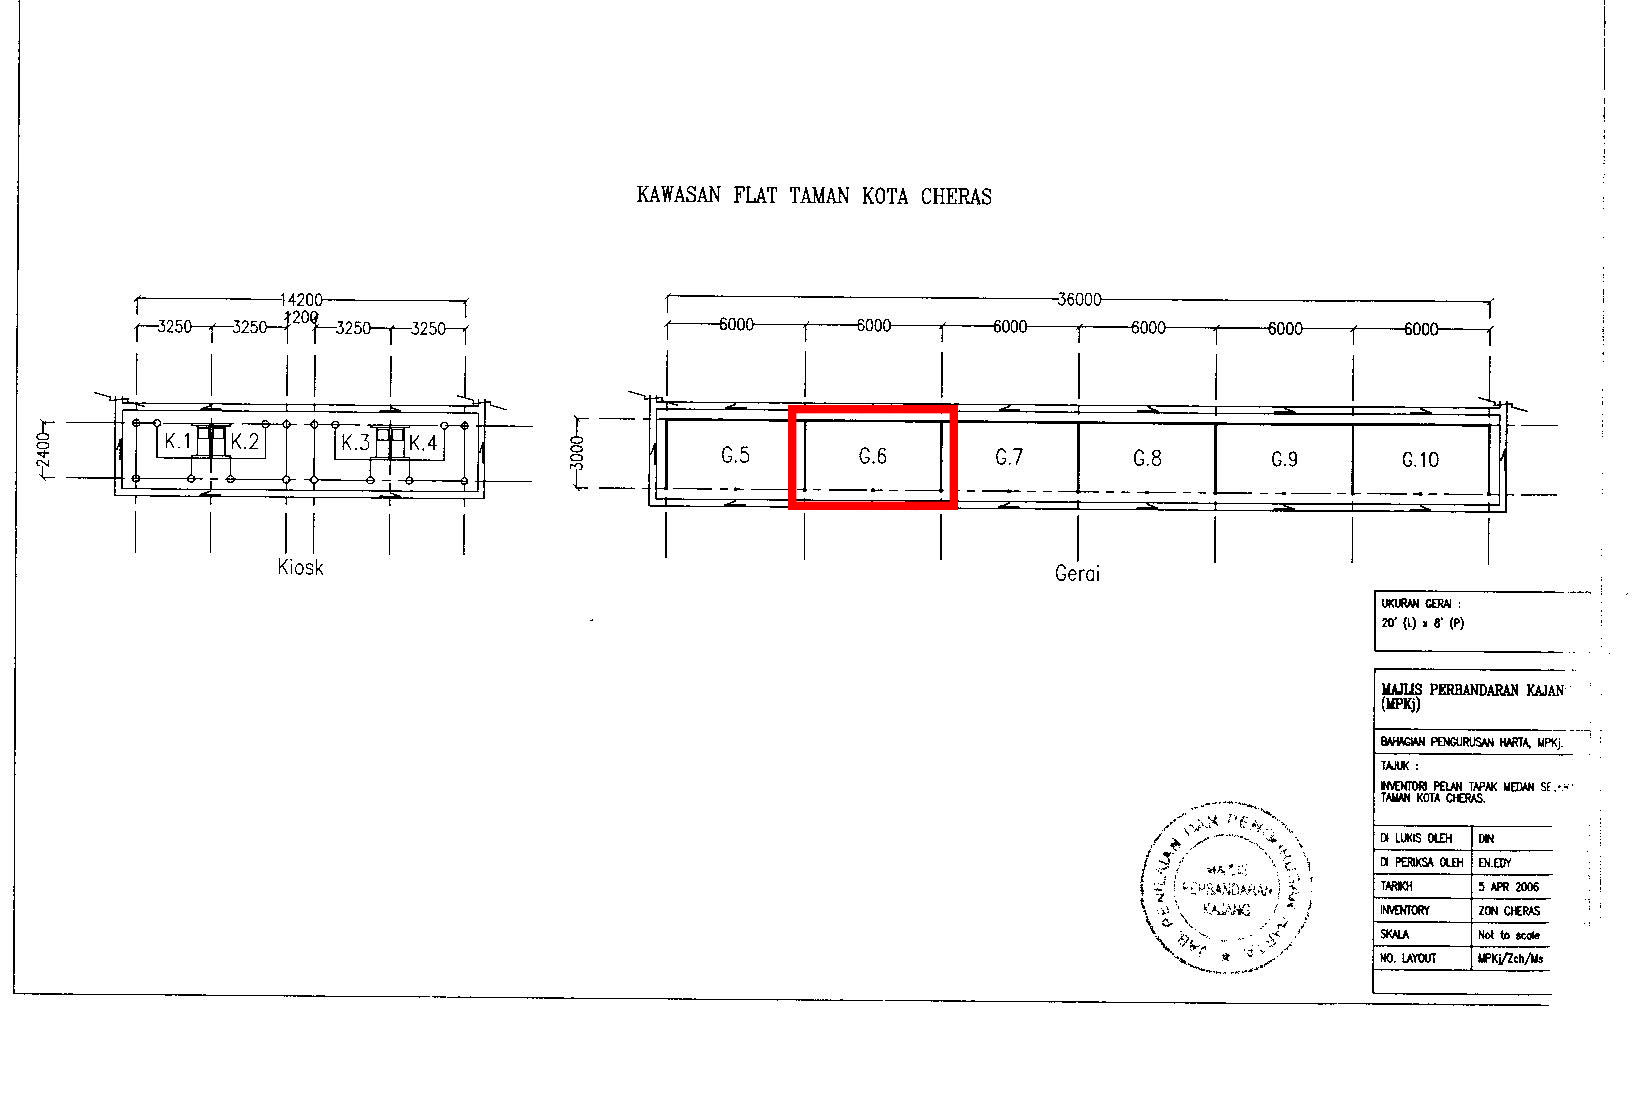 KAWASAN FLAT TAMAN KOTA CHERAS
14200
1200
3250 3250 3250 3250
2400
K.1 K.2 K.3 K.4
Kiosk
36000
6000 6000 6000 6000 6000 6000
3000
G.5 G.6 G.7 G.8 G.9 G.10
Gerai
UKURAN GERAI :
20' (L) x 8' (P)
MAJLIS PERBANDARAN KAJAN
(MPKj)
BAHAGIAN PENGURUSAN HARTA, MPKj.
TAJUK :
INVENTORI PELAN TAPAK MEDAN
TAMAN KOTA CHERAS.
DI LUKIS OLEH DIN
DI PERIKSA OLEH EN.EDY
TARIKH 5 APR 2006
INVENTORY ZON CHERAS
SKALA Not to scale
NO. LAYOUT MPKj/Zch/Ms
JAB. PENILAIAN DAN PENGURUSAN HARTA
MAJLIS
PERBANDARAN
KAJANG